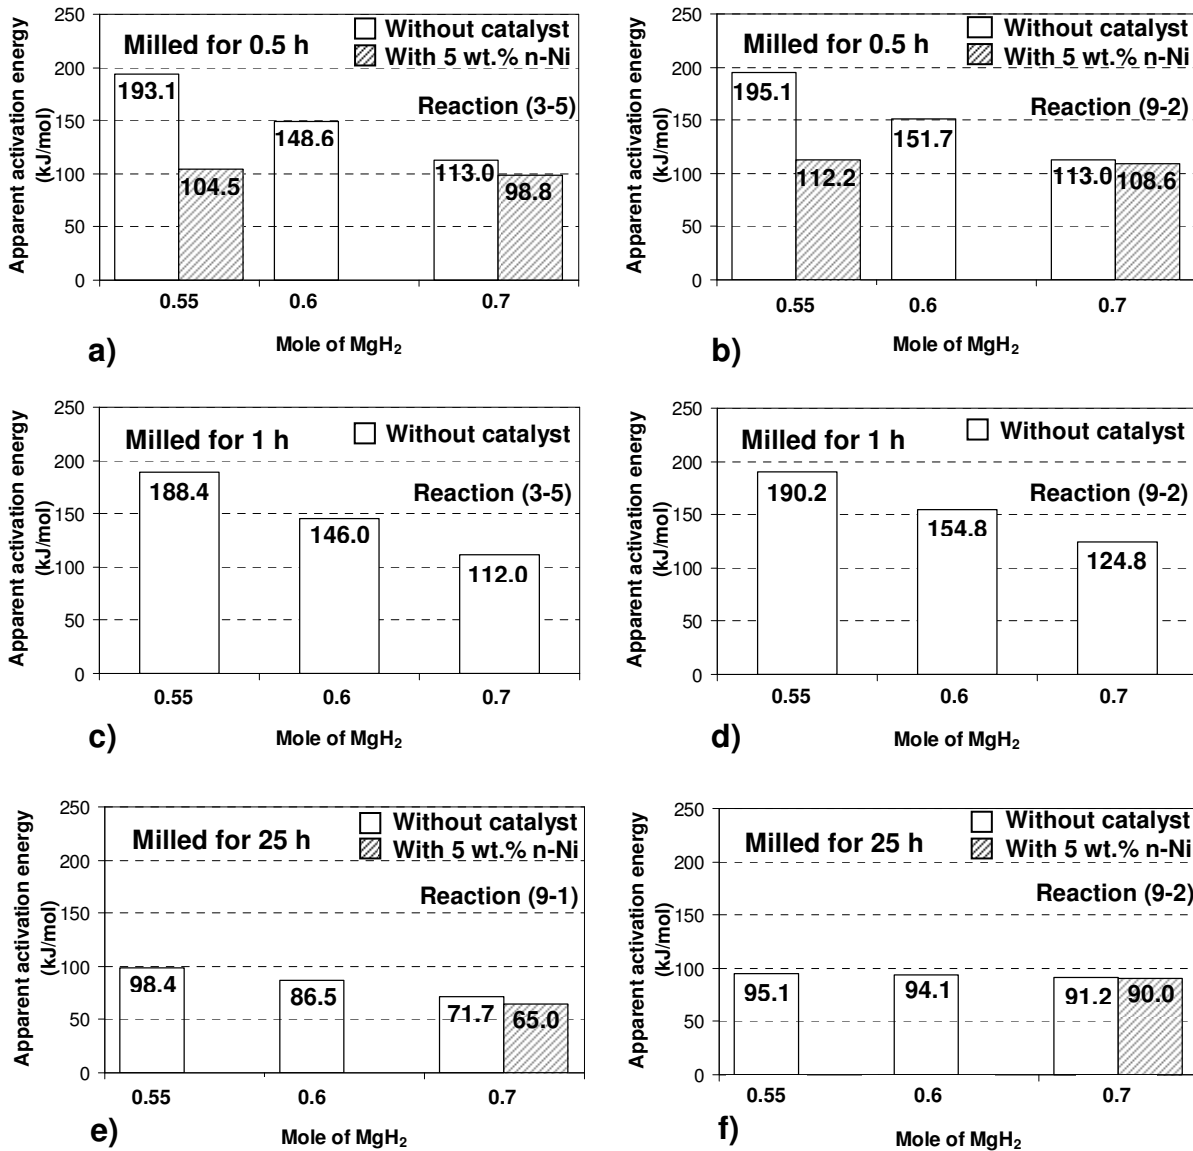 Milled for 0.5 h
Without catalyst
With 5 wt.% n-Ni
Reaction (3-5)
Apparent activation energy
(kJ/mol)
250
200
150
100
50
0
193.1
104.5
148.6
113.0
98.8
0.55
0.6
0.7
Mole of MgH₂
a)
Milled for 0.5 h
Without catalyst
With 5 wt.% n-Ni
Reaction (9-2)
Apparent activation energy
(kJ/mol)
250
200
150
100
50
0
195.1
112.2
151.7
113.0
108.6
0.55
0.6
0.7
Mole of MgH₂
b)
Milled for 1 h
Without catalyst
Reaction (3-5)
Apparent activation energy
(kJ/mol)
250
200
150
100
50
0
188.4
146.0
112.0
0.55
0.6
0.7
Mole of MgH₂
c)
Milled for 1 h
Without catalyst
Reaction (9-2)
Apparent activation energy
(kJ/mol)
250
200
150
100
50
0
190.2
154.8
124.8
0.55
0.6
0.7
Mole of MgH₂
d)
Milled for 25 h
Without catalyst
With 5 wt.% n-Ni
Reaction (9-1)
Apparent activation energy
(kJ/mol)
250
200
150
100
50
0
98.4
86.5
71.7
65.0
0.55
0.6
0.7
Mole of MgH₂
e)
Milled for 25 h
Without catalyst
With 5 wt.% n-Ni
Reaction (9-2)
Apparent activation energy
(kJ/mol)
250
200
150
100
50
0
95.1
94.1
91.2
90.0
0.55
0.6
0.7
Mole of MgH₂
f)